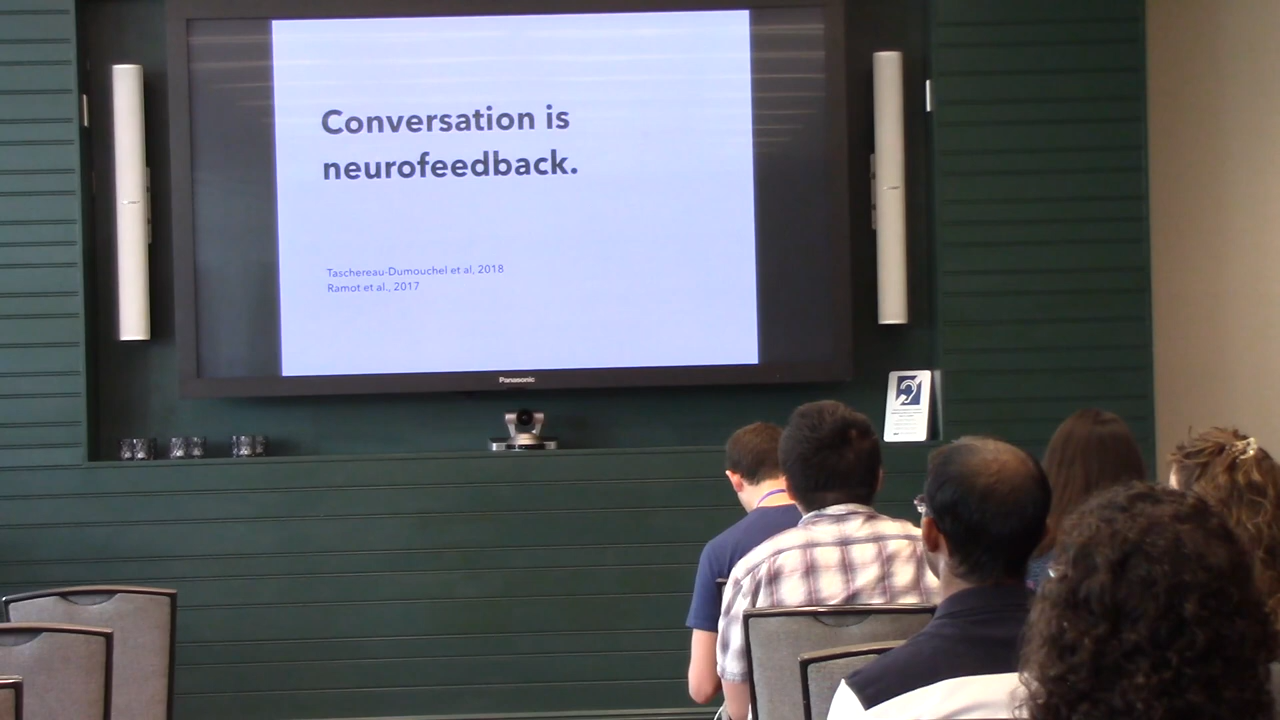 Conversation is
neurofeedback.
Taschereau-Dumouchel et al, 2018
Ramot et al., 2017
Panasonic